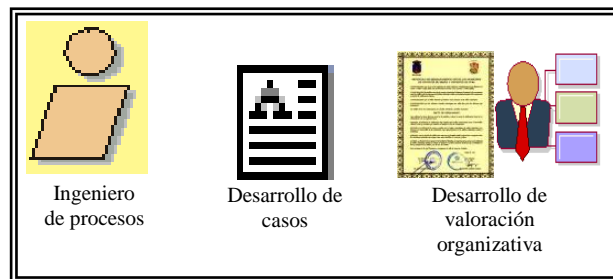 A
Ingeniero
de procesos
Desarrollo de
casos
Desarrollo de
valoración
organizativa